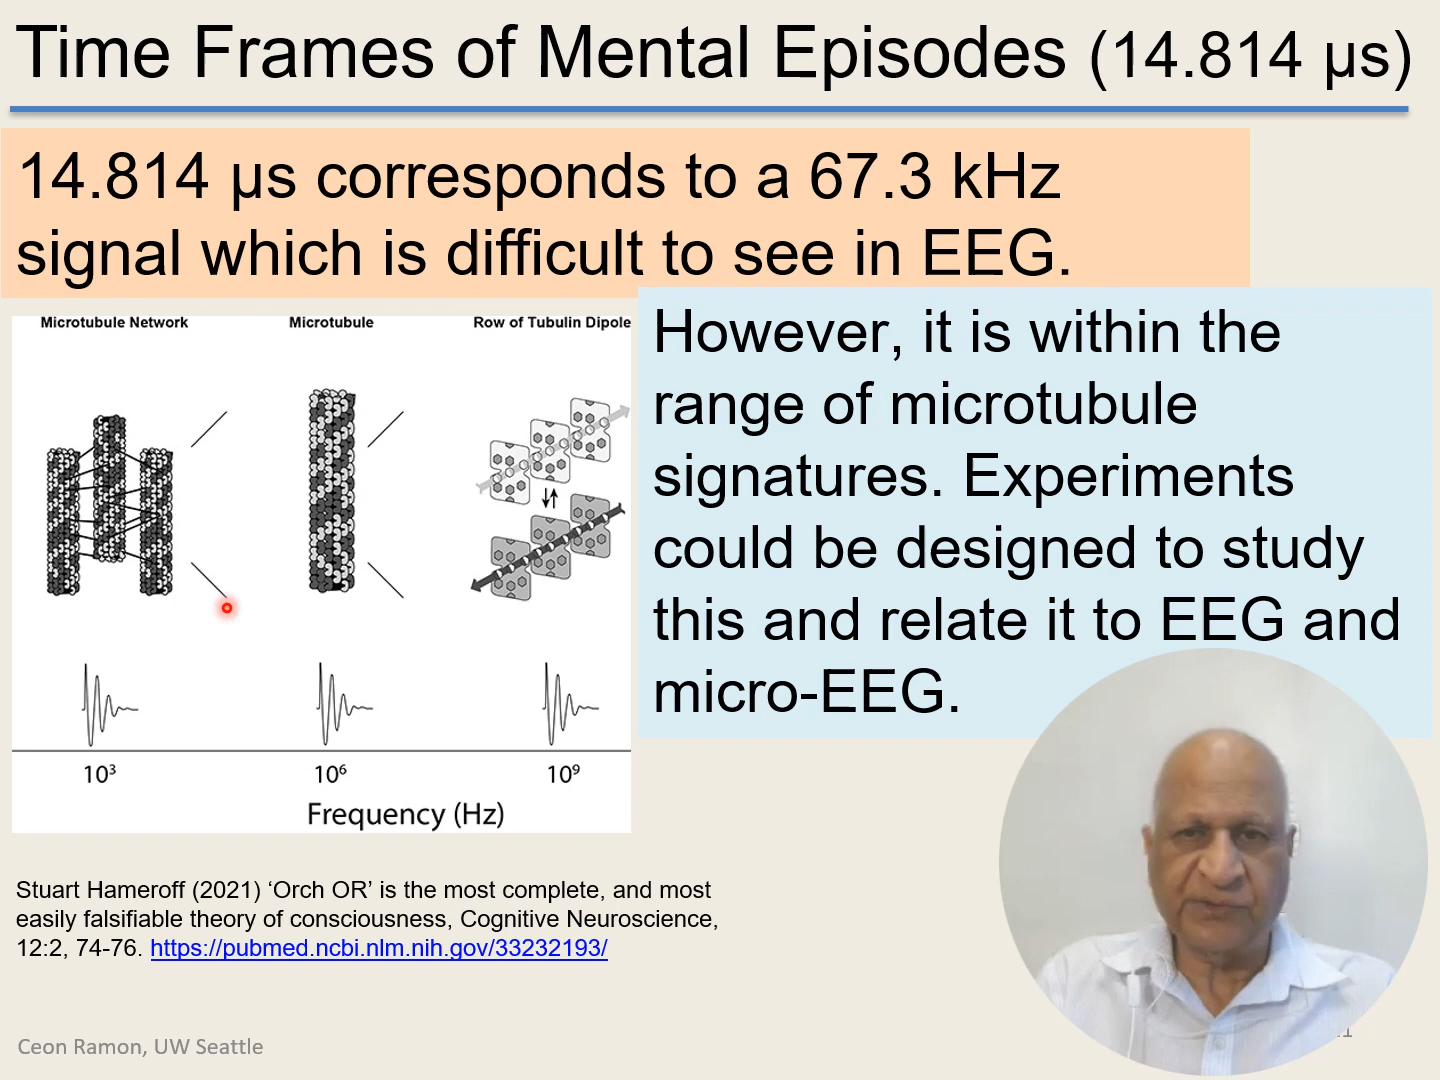 Time Frames of Mental Episodes (14.814 µs)
14.814 µs corresponds to a 67.3 kHz
signal which is difficult to see in EEG.
Microtubule Network
Microtubule
Row of Tubulin Dipole
10³
10⁶
10⁹
Frequency (Hz)
However, it is within the
range of microtubule
signatures. Experiments
could be designed to study
this and relate it to EEG and
micro-EEG.
Stuart Hameroff (2021) ‘Orch OR’ is the most complete, and most
easily falsifiable theory of consciousness, Cognitive Neuroscience,
12:2, 74-76. https://pubmed.ncbi.nlm.nih.gov/33232193/
Ceon Ramon, UW Seattle